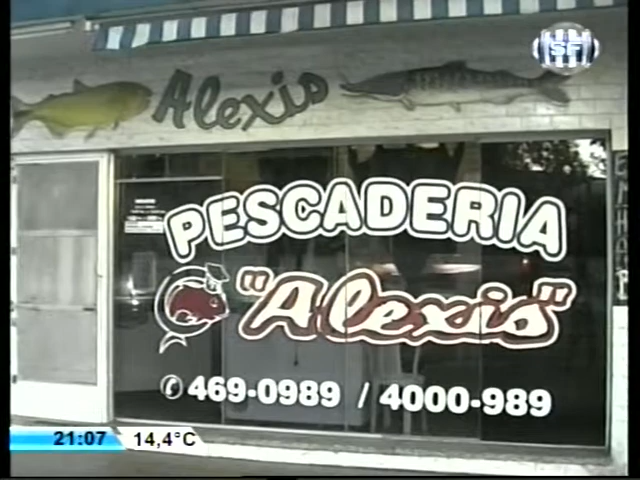 SF
Alexis
PESCADERIA
"Alexis"
469-0989 / 4000-989
21:07 14,4°C